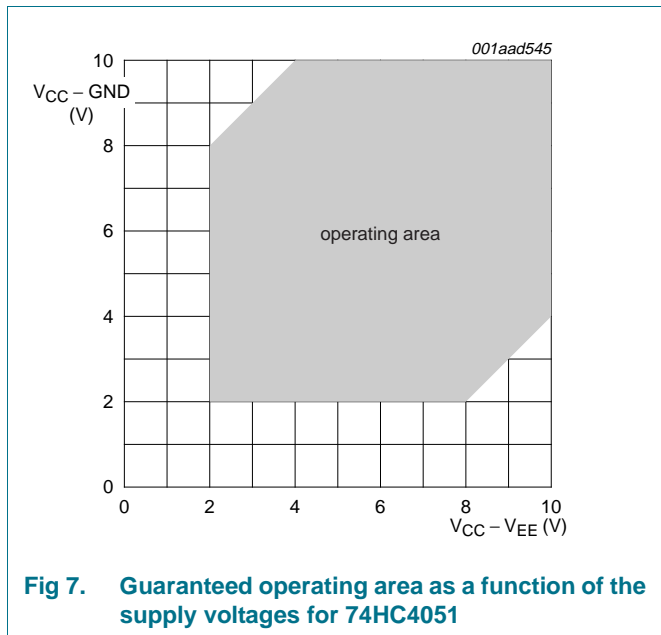 001aad545
10
VCC – GND
(V)
8
6
operating area
4
2
0
0 2 4 6 8 10
VCC – VEE (V)
Fig 7. Guaranteed operating area as a function of the
supply voltages for 74HC4051